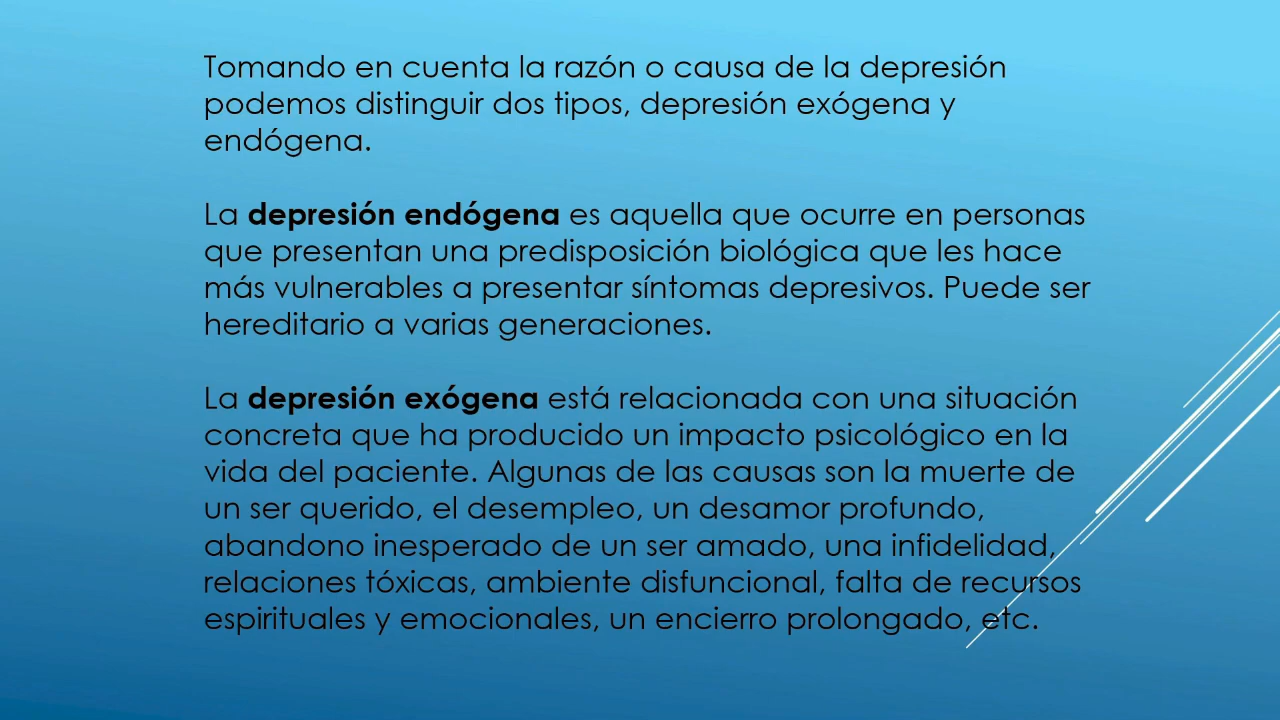 Tomando en cuenta la razón o causa de la depresión
podemos distinguir dos tipos, depresión exógena y
endógena.
La depresión endógena es aquella que ocurre en personas
que presentan una predisposición biológica que les hace
más vulnerables a presentar síntomas depresivos. Puede ser
hereditario a varias generaciones.
La depresión exógena está relacionada con una situación
concreta que ha producido un impacto psicológico en la
vida del paciente. Algunas de las causas son la muerte de
un ser querido, el desempleo, un desamor profundo,
abandono inesperado de un ser amado, una infidelidad,
relaciones tóxicas, ambiente disfuncional, falta de recursos
espirituales y emocionales, un encierro prolongado, etc.